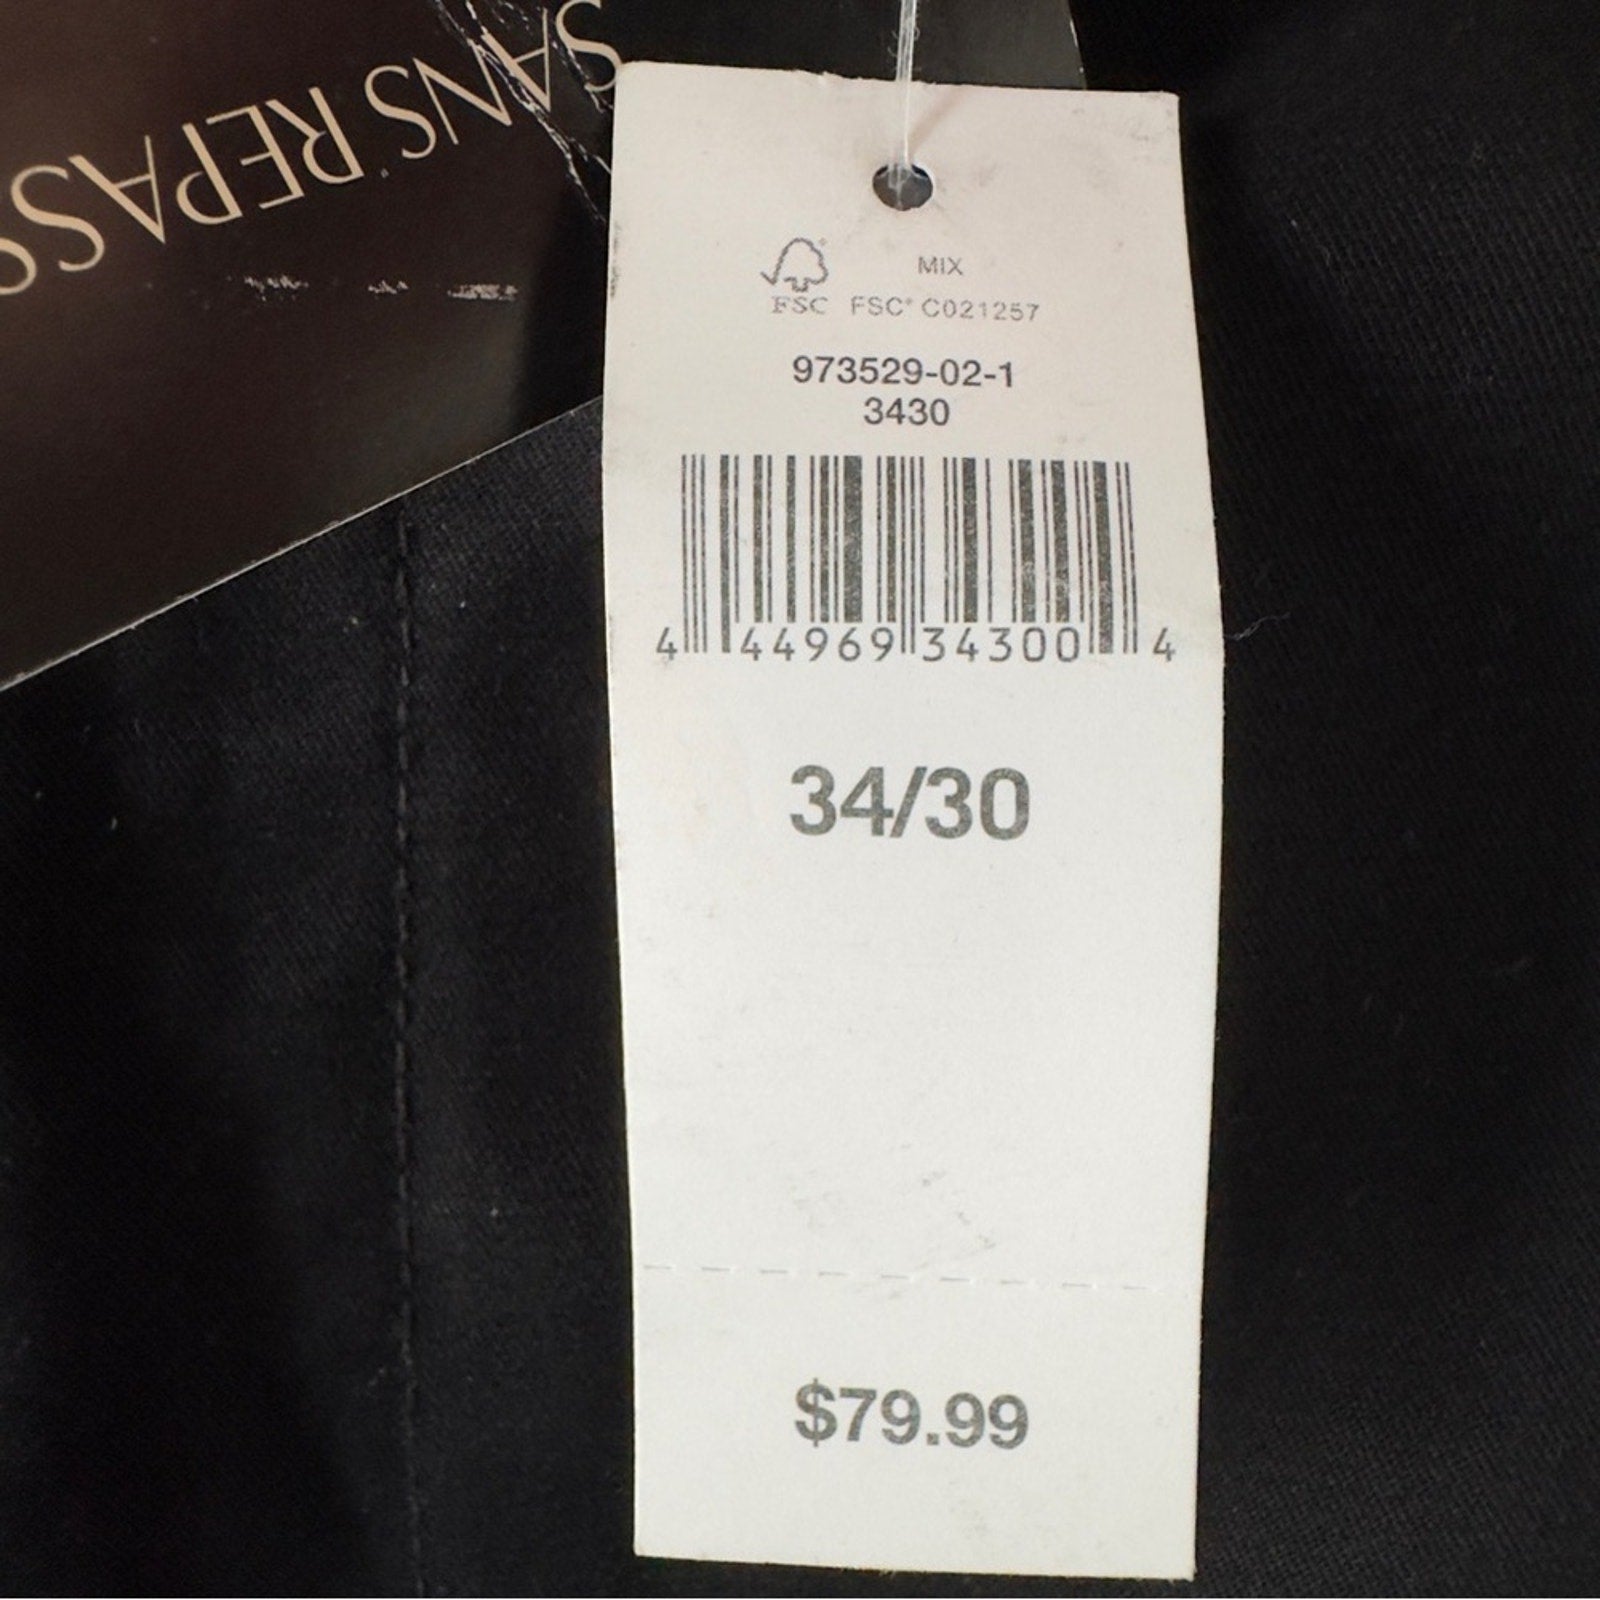 SANS REPASS
MIX
FSC FSC® C021257
973529-02-1
3430
4 44969 34300 4
34/30
$79.99